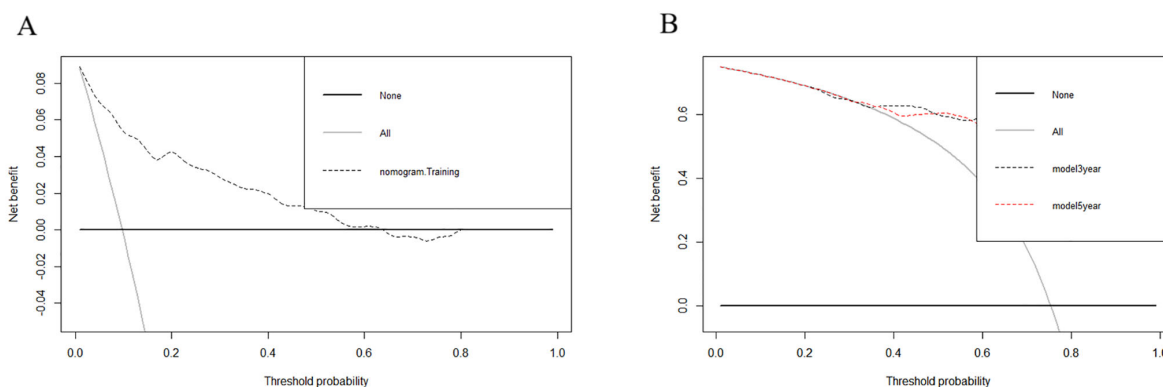 A
Net benefit
0.08
0.06
0.04
0.02
0.00
-0.02
-0.04
None
All
nomogram.Training
0.0 0.2 0.4 0.6 0.8 1.0
Threshold probability
B
Net benefit
0.6
0.4
0.2
0.0
None
All
model3year
model5year
0.0 0.2 0.4 0.6 0.8 1.0
Threshold probability